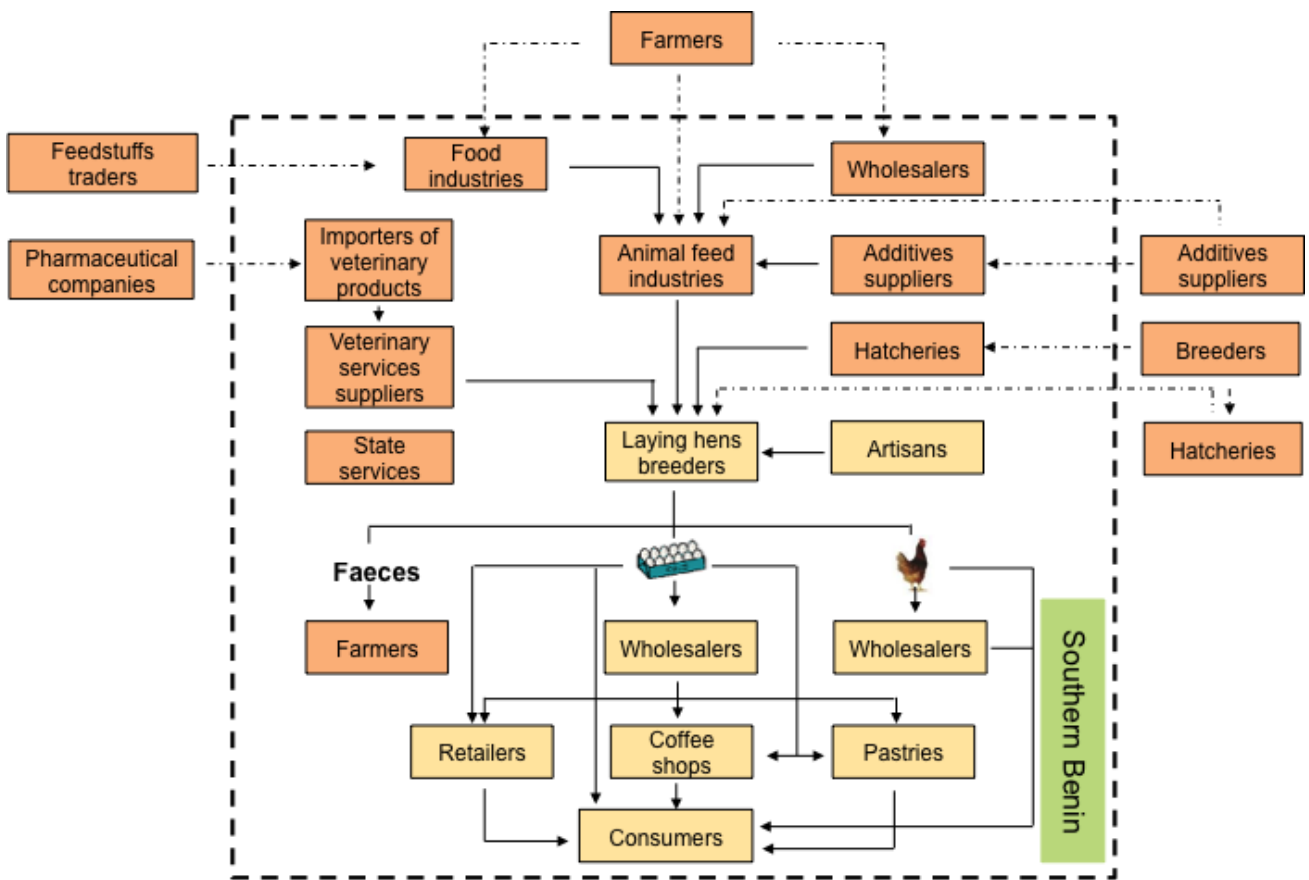 Farmers
Feedstuffs
traders
Food
industries
Wholesalers
Pharmaceutical
companies
Importers of
veterinary
products
Animal feed
industries
Additives
suppliers
Additives
suppliers
Veterinary
services
suppliers
Hatcheries
Breeders
State
services
Laying hens
breeders
Artisans
Hatcheries
Faeces
Farmers
Wholesalers
Wholesalers
Southern Benin
Retailers
Coffee
shops
Pastries
Consumers